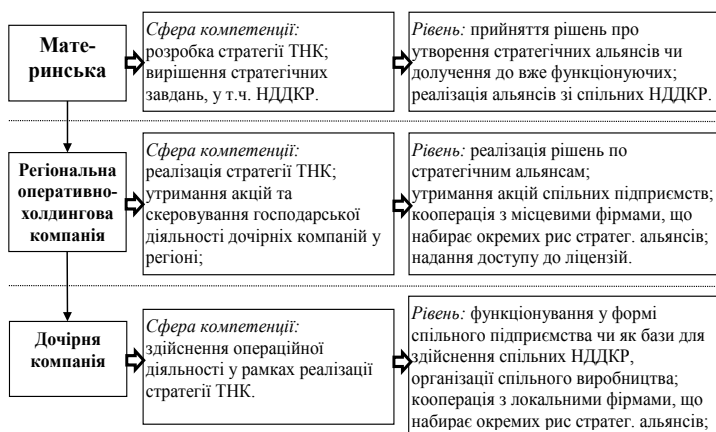 Мате-
ринська
Сфера компетенції:
розробка стратегії ТНК;
вирішення стратегічних
завдань, у т.ч. НДДКР.
Рівень: прийняття рішень про
утворення стратегічних альянсів чи
долучення до вже функціонуючих;
реалізація альянсів зі спільних НДДКР.
Регіональна
оперативно-
холдингова
компанія
Сфера компетенції:
реалізація стратегії ТНК;
утримання акцій та
скеровування господарської
діяльності дочірніх компаній у
регіоні;
Рівень: реалізація рішень по
стратегічним альянсам;
утримання акцій спільних підприємств;
кооперація з місцевими фірмами, що
набирає окремих рис стратег. альянсів;
надання доступу до ліцензій.
Дочірня
компанія
Сфера компетенції:
здійснення операційної
діяльності у рамках реалізації
стратегії ТНК.
Рівень: функціонування у формі
спільного підприємства чи як бази для
здійснення спільних НДДКР,
організації спільного виробництва;
кооперація з локальними фірмами, що
набирає окремих рис стратег. альянсів;